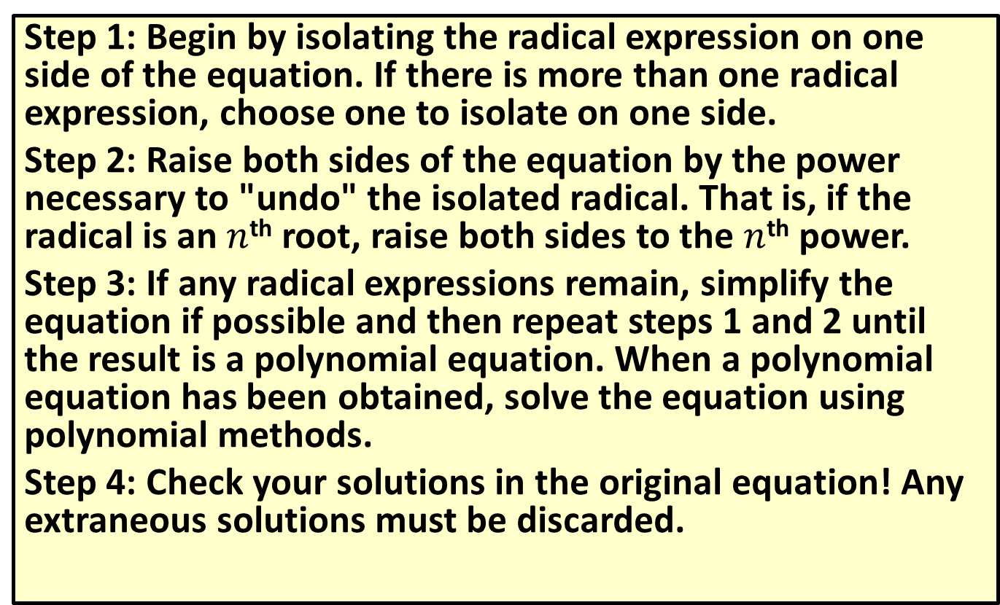 Step 1: Begin by isolating the radical expression on one
side of the equation. If there is more than one radical
expression, choose one to isolate on one side.
Step 2: Raise both sides of the equation by the power
necessary to "undo" the isolated radical. That is, if the
radical is an 𝑛ᵗʰ root, raise both sides to the 𝑛ᵗʰ power.
Step 3: If any radical expressions remain, simplify the
equation if possible and then repeat steps 1 and 2 until
the result is a polynomial equation. When a polynomial
equation has been obtained, solve the equation using
polynomial methods.
Step 4: Check your solutions in the original equation! Any
extraneous solutions must be discarded.